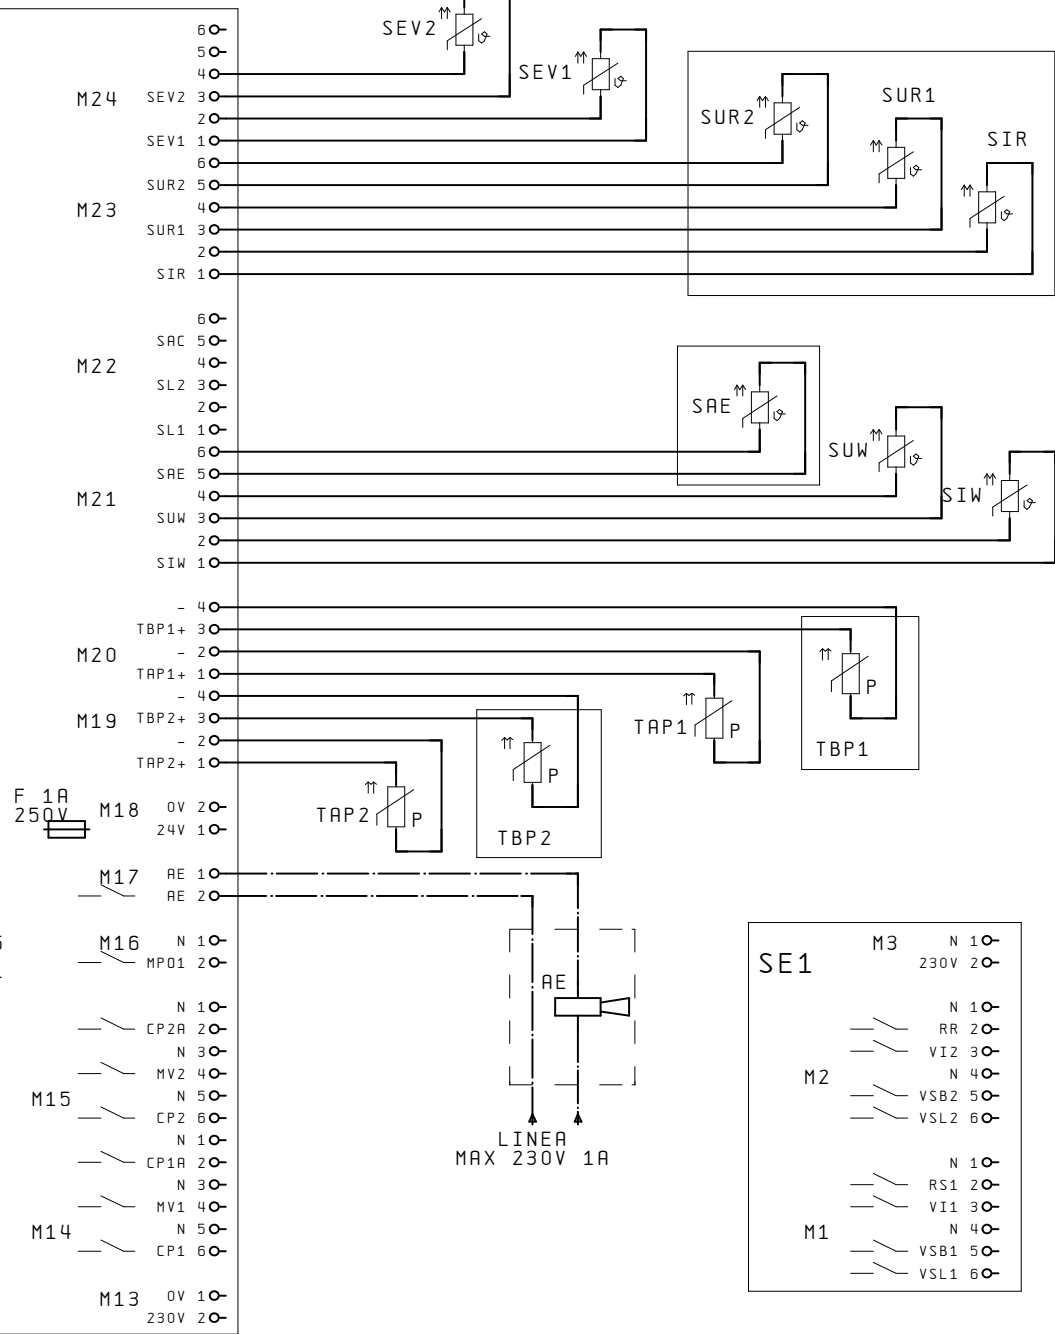 SEV2
SEV1
SUR2
SUR1
SIR
M24
6
5
4
SEV2 3
2
SEV1 1
M23
6
SUR2 5
4
SUR1 3
2
SIR 1
M22
6
SAC 5
4
SL2 3
2
SL1 1
SAE
SUW
SIW
M21
6
SAE 5
4
SUW 3
2
SIW 1
M20
- 4
TBP1+ 3
- 2
TAP1+ 1
M19
- 4
TBP2+ 3
- 2
TAP2+ 1
P
TBP1
TAP1 P
P
TBP2
TAP2 P
F 1A
250V
M18
0V 2
24V 1
M17
AE 1
AE 2
M16
N 1
MPO1 2
AE
LINEA
MAX 230V 1A
M15
N 1
CP2A 2
N 3
MV2 4
N 5
CP2 6
M14
N 1
CP1A 2
N 3
MV1 4
N 5
CP1 6
M13
0V 1
230V 2
SE1
M3
N 1
230V 2
M2
N 1
RR 2
VI2 3
N 4
VSB2 5
VSL2 6
M1
N 1
RS1 2
VI1 3
N 4
VSB1 5
VSL1 6